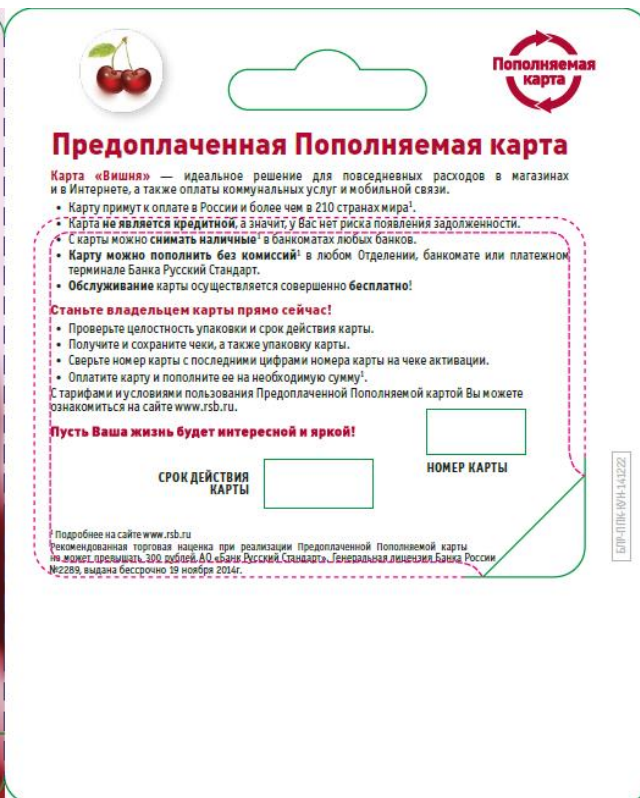 Пополняемая
карта
Предоплаченная Пополняемая карта
Карта «Вишня» — идеальное решение для повседневных расходов в магазинах
и в Интернете, а также оплаты коммунальных услуг и мобильной связи.
• Карту примут к оплате в России и более чем в 210 странах мира¹.
• Карта не является кредитной, а значит, у Вас нет риска появления задолженности.
• С карты можно снимать наличные¹ в банкоматах любых банков.
• Карту можно пополнить без комиссий¹ в любом Отделении, банкомате или платежном
терминале Банка Русский Стандарт.
• Обслуживание карты осуществляется совершенно бесплатно!
Станьте владельцем карты прямо сейчас!
• Проверьте целостность упаковки и срок действия карты.
• Получите и сохраните чеки, а также упаковку карты.
• Сверьте номер карты с последними цифрами номера карты на чеке активации.
• Оплатите карту и пополните ее на необходимую сумму¹.
С тарифами и условиями пользования Предоплаченной Пополняемой картой Вы можете
ознакомиться на сайте www.rsb.ru.
Пусть Ваша жизнь будет интересной и яркой!
НОМЕР КАРТЫ
СРОК ДЕЙСТВИЯ
КАРТЫ
¹ Подробнее на сайте www.rsb.ru
Рекомендованная торговая наценка при реализации Предоплаченной Пополняемой карты
не может превышать 300 рублей. АО «Банк Русский Стандарт». Генеральная лицензия Банка России
№2289, выдана бессрочно 19 ноября 2014г.
БПР-ППК-КУН-141222